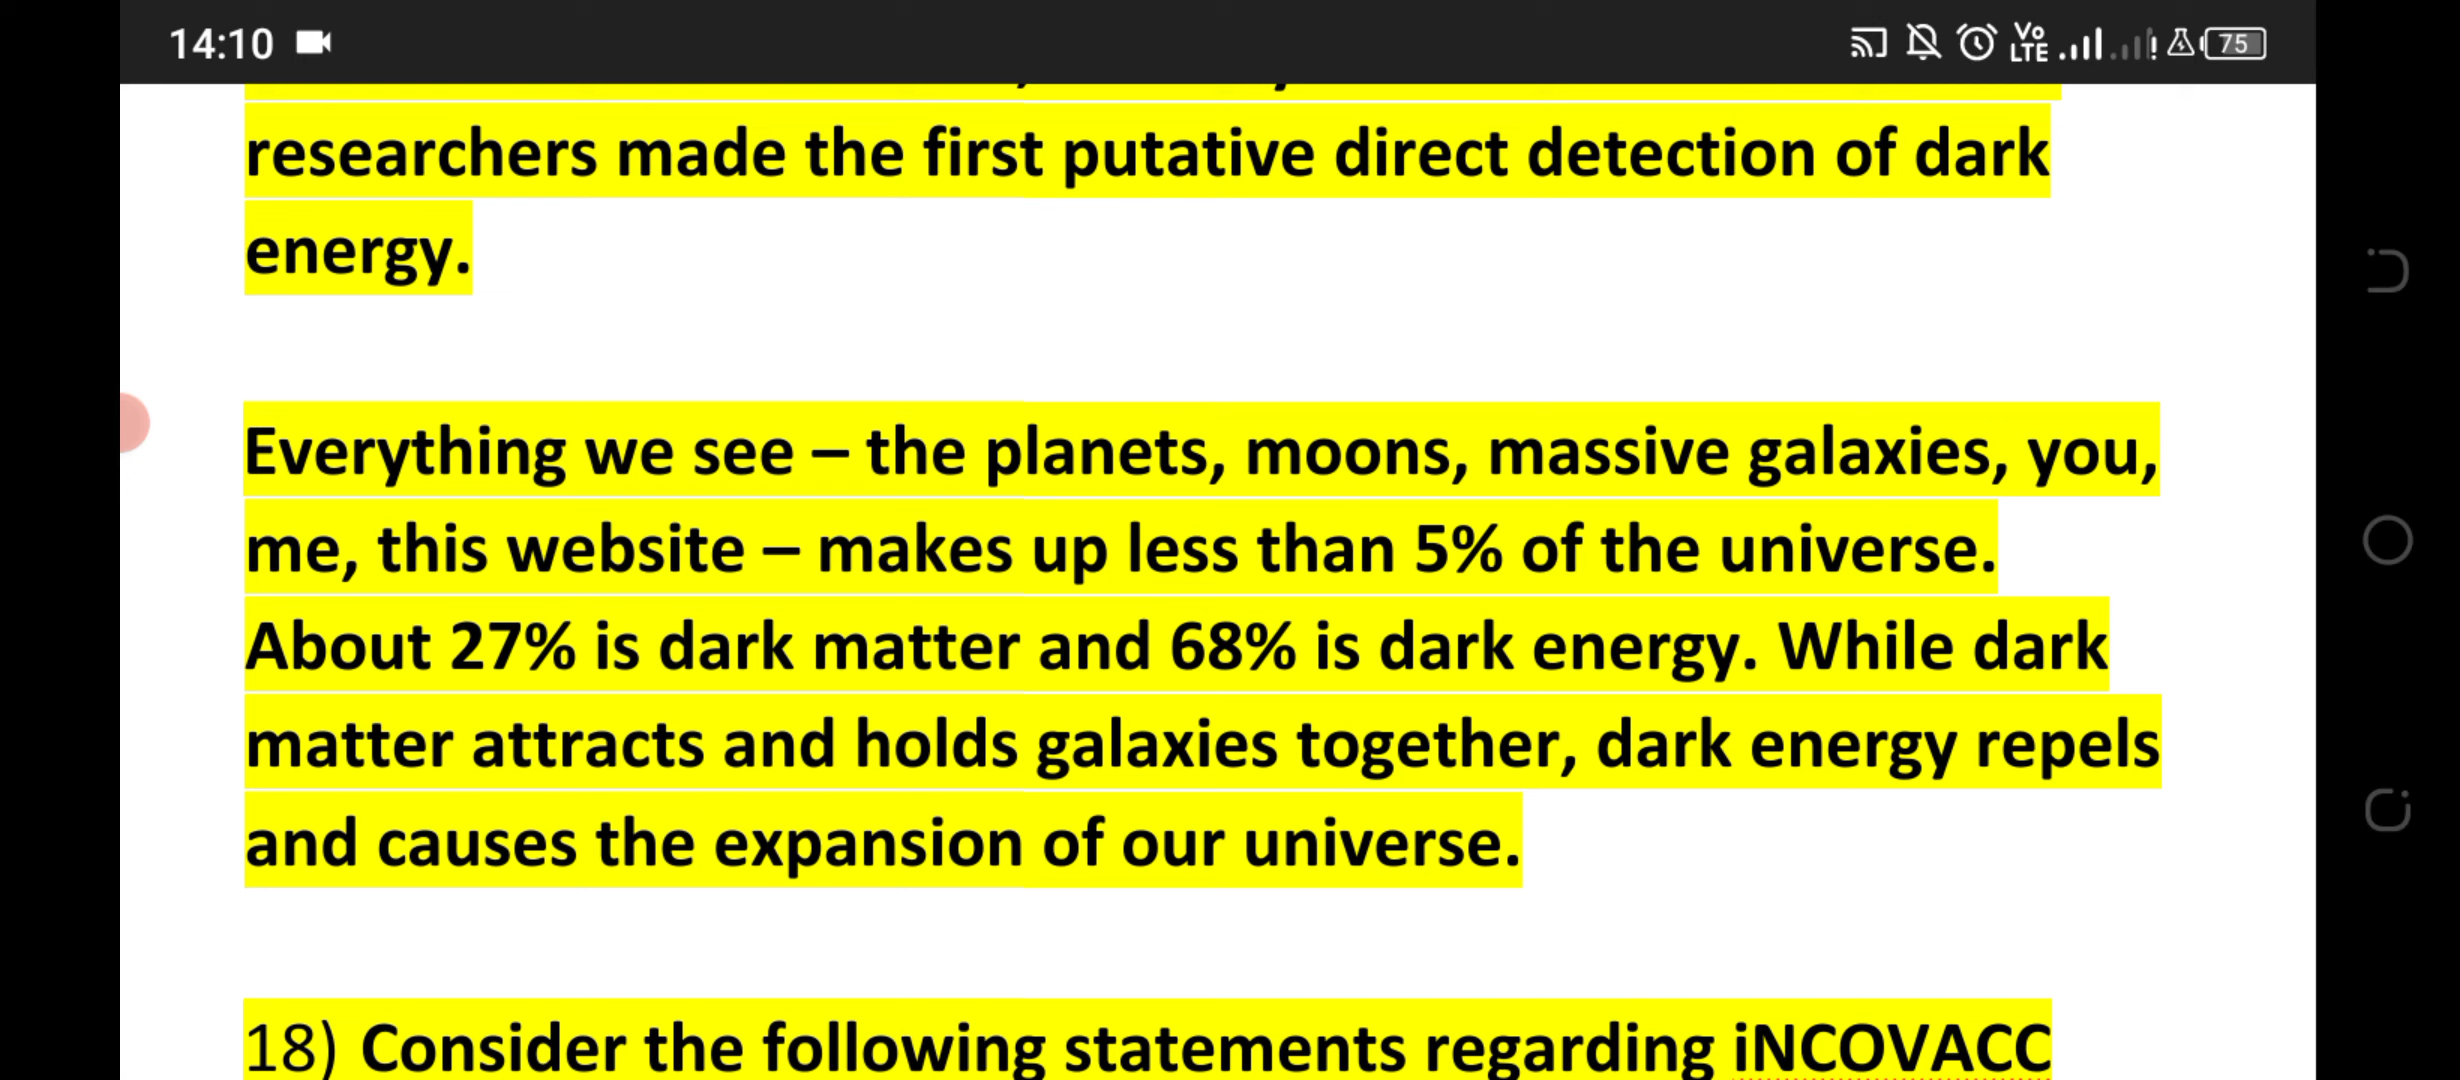 14:10
Vo
LTE
75
researchers made the first putative direct detection of dark
energy.
Everything we see – the planets, moons, massive galaxies, you,
me, this website – makes up less than 5% of the universe.
About 27% is dark matter and 68% is dark energy. While dark
matter attracts and holds galaxies together, dark energy repels
and causes the expansion of our universe.
18) Consider the following statements regarding iNCOVACC